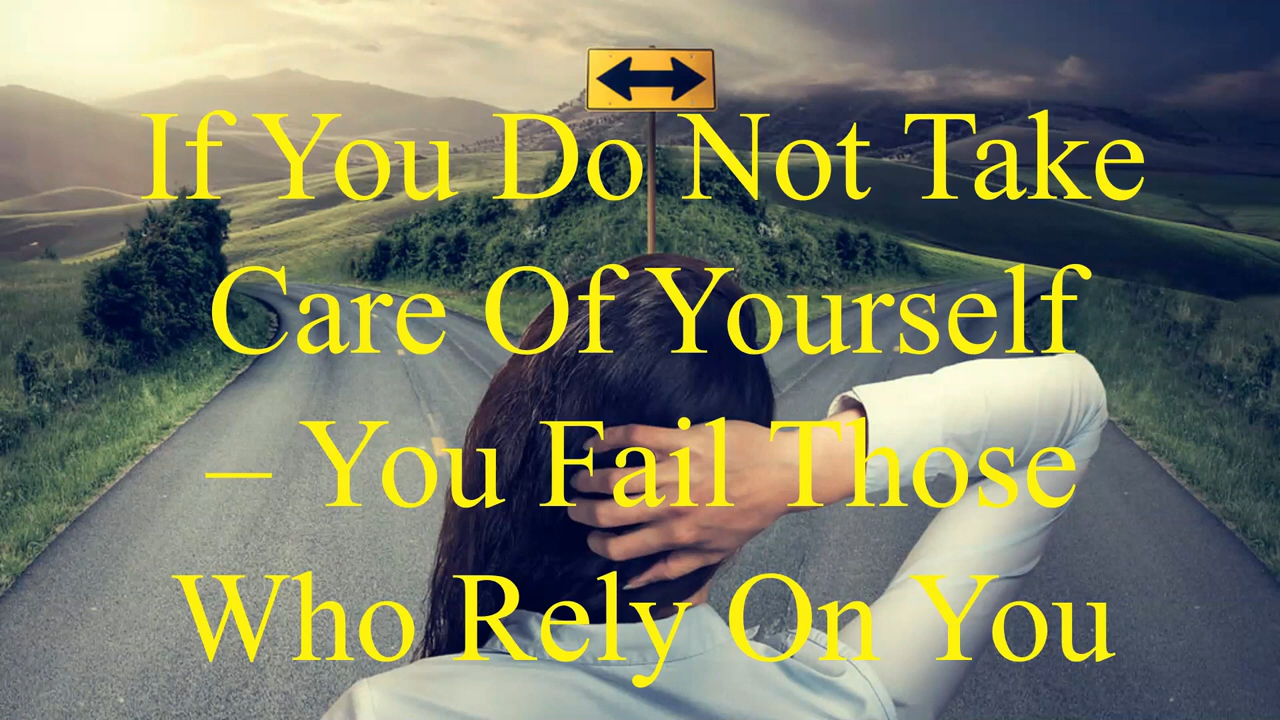 If You Do Not Take
Care Of Yourself
– You Fail Those
Who Rely On You